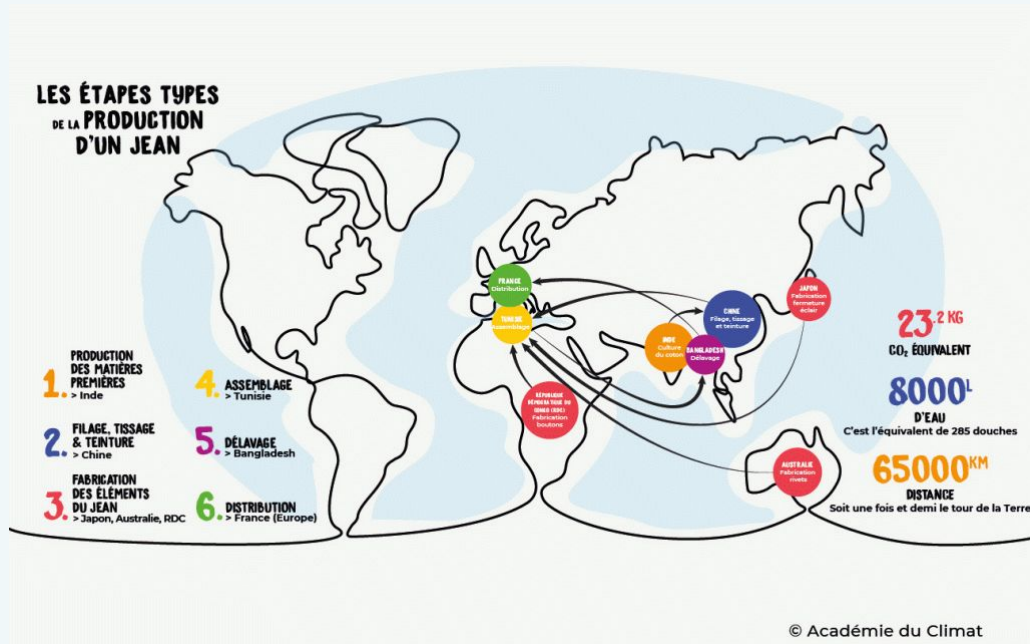 LES ÉTAPES TYPES
DE LA PRODUCTION
D'UN JEAN
1. PRODUCTION
DES MATIÈRES
PREMIÈRES
> Inde
2. FILAGE, TISSAGE
& TEINTURE
> Chine
3. FABRICATION
DES ÉLÉMENTS
DU JEAN
> Japon, Australie, RDC
4. ASSEMBLAGE
> Tunisie
5. DÉLAVAGE
> Bangladesh
6. DISTRIBUTION
> France (Europe)
FRANCE
Distribution
TUNISIE
Assemblage
RÉPUBLIQUE
DÉMOCRATIQUE DU
CONGO (RDC)
Fabrication
boutons
INDE
Culture
du coton
BANGLADESH
Délavage
CHINE
Filage, tissage
et teinture
JAPON
Fabrication
fermeture
éclair
AUSTRALIE
Fabrication
rivets
23,2 KG
CO₂ ÉQUIVALENT
8000L
D'EAU
C'est l'équivalent de 285 douches
65000KM
DISTANCE
Soit une fois et demi le tour de la Terre
© Académie du Climat